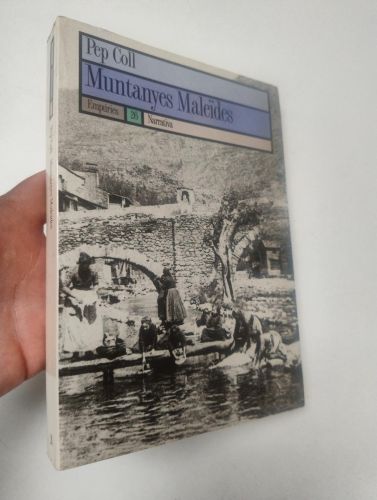 Pep Coll
Muntanyes Maleïdes
Empúries 26 Narrativa